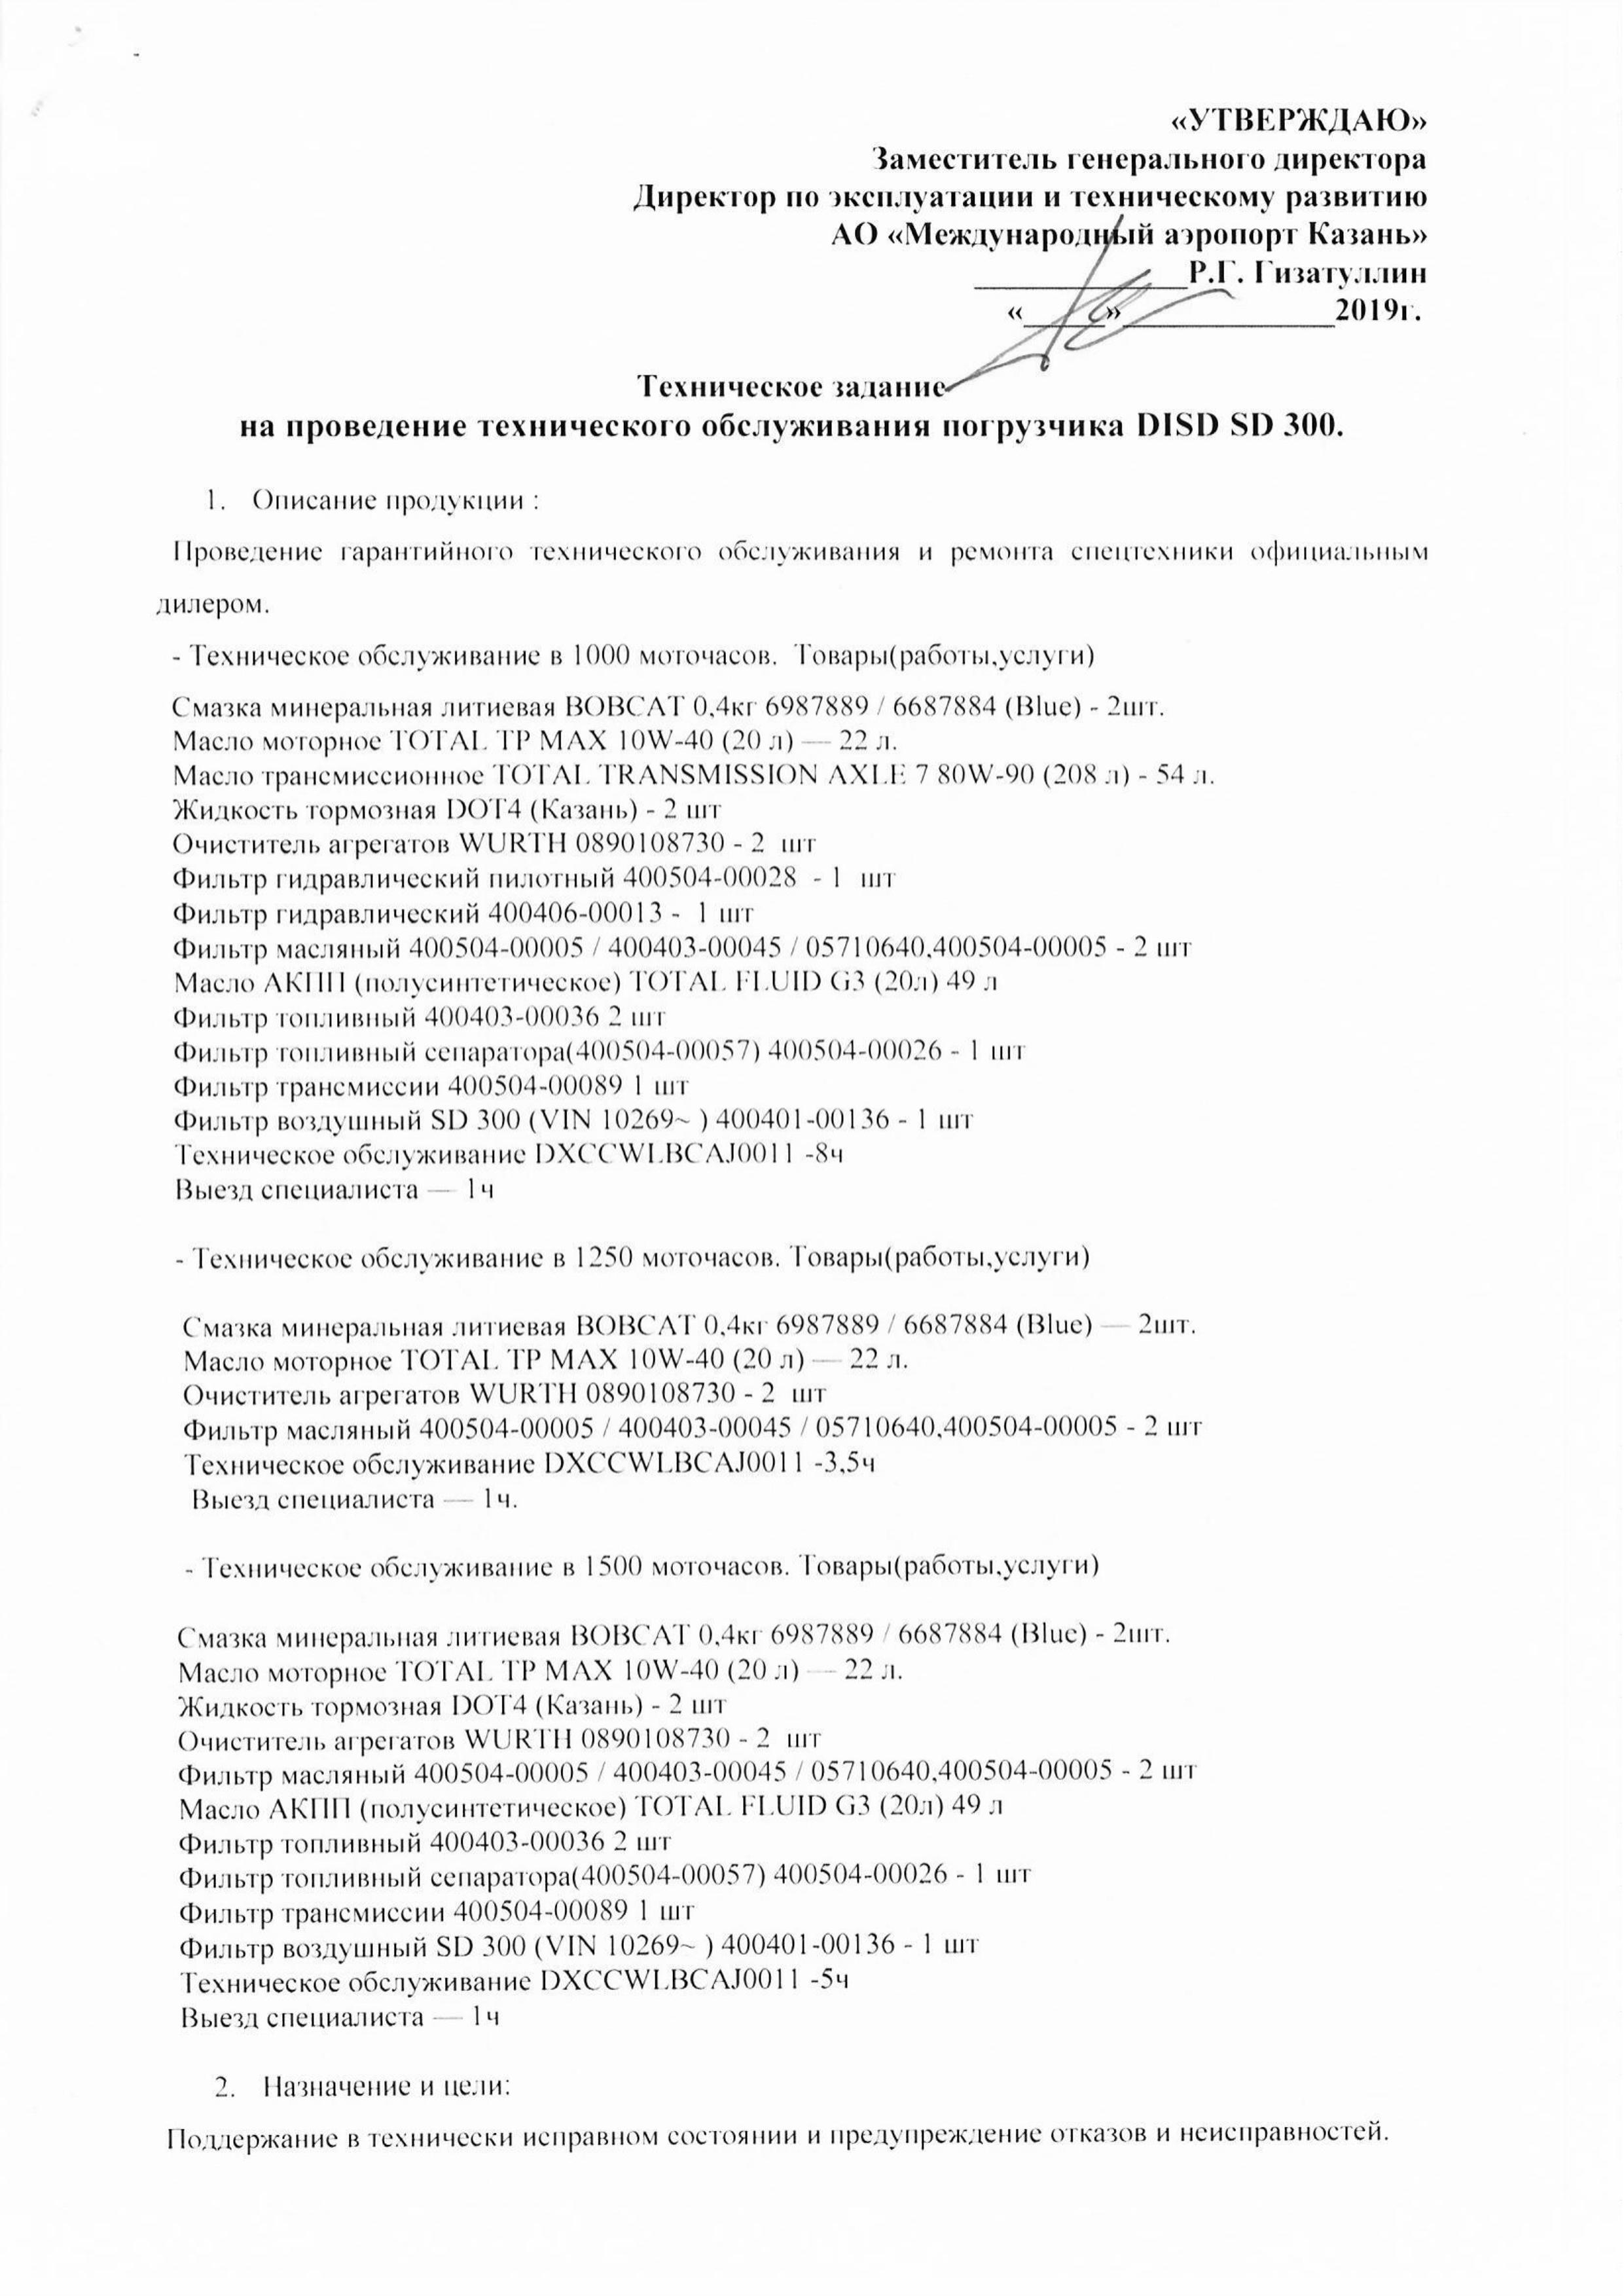 «УТВЕРЖДАЮ»
Заместитель генерального директора
Директор по эксплуатации и техническому развитию
АО «Международный аэропорт Казань»
_____________Р.Г. Гизатуллин
«_____»_____________2019г.
Техническое задание
на проведение технического обслуживания погрузчика DISD SD 300.
1. Описание продукции :
Проведение гарантийного технического обслуживания и ремонта спецтехники официальным
дилером.
- Техническое обслуживание в 1000 моточасов. Товары(работы,услуги)
Смазка минеральная литиевая BOBCAT 0,4кг 6987889 / 6687884 (Blue) - 2шт.
Масло моторное TOTAL TP MAX 10W-40 (20 л) — 22 л.
Масло трансмиссионное TOTAL TRANSMISSION AXLE 7 80W-90 (208 л) - 54 л.
Жидкость тормозная DOT4 (Казань) - 2 шт
Очиститель агрегатов WURTH 0890108730 - 2 шт
Фильтр гидравлический пилотный 400504-00028 - 1 шт
Фильтр гидравлический 400406-00013 - 1 шт
Фильтр масляный 400504-00005 / 400403-00045 / 05710640,400504-00005 - 2 шт
Масло АКПП (полусинтетическое) TOTAL FLUID G3 (20л) 49 л
Фильтр топливный 400403-00036 2 шт
Фильтр топливный сепаратора(400504-00057) 400504-00026 - 1 шт
Фильтр трансмиссии 400504-00089 1 шт
Фильтр воздушный SD 300 (VIN 10269~ ) 400401-00136 - 1 шт
Техническое обслуживание DXCCWLBCAJ0011 -8ч
Выезд специалиста — 1ч
- Техническое обслуживание в 1250 моточасов. Товары(работы,услуги)
Смазка минеральная литиевая BOBCAT 0,4кг 6987889 / 6687884 (Blue) — 2шт.
Масло моторное TOTAL TP MAX 10W-40 (20 л) — 22 л.
Очиститель агрегатов WURTH 0890108730 - 2 шт
Фильтр масляный 400504-00005 / 400403-00045 / 05710640,400504-00005 - 2 шт
Техническое обслуживание DXCCWLBCAJ0011 -3,5ч
Выезд специалиста — 1ч.
- Техническое обслуживание в 1500 моточасов. Товары(работы,услуги)
Смазка минеральная литиевая BOBCAT 0,4кг 6987889 / 6687884 (Blue) - 2шт.
Масло моторное TOTAL TP MAX 10W-40 (20 л) — 22 л.
Жидкость тормозная DOT4 (Казань) - 2 шт
Очиститель агрегатов WURTH 0890108730 - 2 шт
Фильтр масляный 400504-00005 / 400403-00045 / 05710640,400504-00005 - 2 шт
Масло АКПП (полусинтетическое) TOTAL FLUID G3 (20л) 49 л
Фильтр топливный 400403-00036 2 шт
Фильтр топливный сепаратора(400504-00057) 400504-00026 - 1 шт
Фильтр трансмиссии 400504-00089 1 шт
Фильтр воздушный SD 300 (VIN 10269~ ) 400401-00136 - 1 шт
Техническое обслуживание DXCCWLBCAJ0011 -5ч
Выезд специалиста — 1ч
2. Назначение и цели:
Поддержание в технически исправном состоянии и предупреждение отказов и неисправностей.